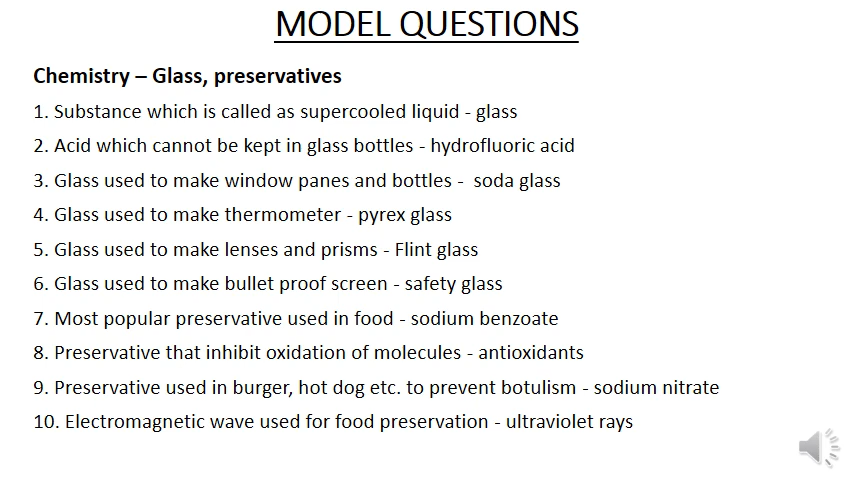 MODEL QUESTIONS
Chemistry – Glass, preservatives
1. Substance which is called as supercooled liquid - glass
2. Acid which cannot be kept in glass bottles - hydrofluoric acid
3. Glass used to make window panes and bottles -  soda glass
4. Glass used to make thermometer - pyrex glass
5. Glass used to make lenses and prisms - Flint glass
6. Glass used to make bullet proof screen - safety glass
7. Most popular preservative used in food - sodium benzoate
8. Preservative that inhibit oxidation of molecules - antioxidants
9. Preservative used in burger, hot dog etc. to prevent botulism - sodium nitrate
10. Electromagnetic wave used for food preservation - ultraviolet rays